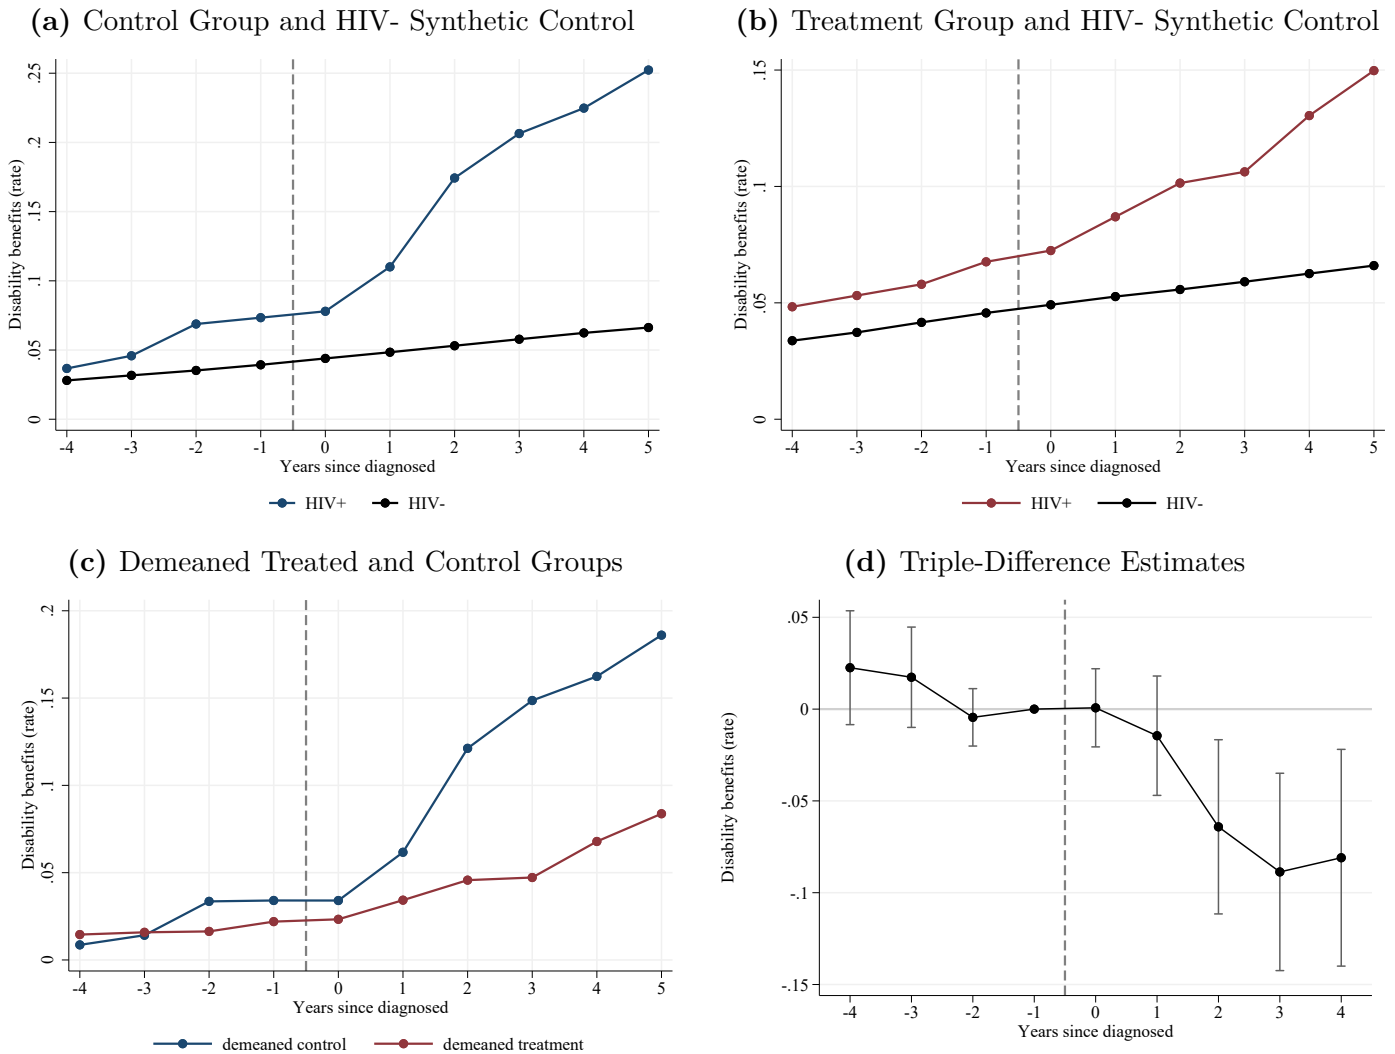 (a) Control Group and HIV- Synthetic Control
Disability benefits (rate)
.25
.2
.15
.1
.05
0
-4 -3 -2 -1 0 1 2 3 4 5
Years since diagnosed
HIV+ HIV-
(b) Treatment Group and HIV- Synthetic Control
Disability benefits (rate)
.15
.1
.05
0
-4 -3 -2 -1 0 1 2 3 4 5
Years since diagnosed
HIV+ HIV-
(c) Demeaned Treated and Control Groups
Disability benefits (rate)
.2
.15
.1
.05
0
-4 -3 -2 -1 0 1 2 3 4 5
Years since diagnosed
demeaned control demeaned treatment
(d) Triple-Difference Estimates
Disability benefits (rate)
.05
0
-.05
-.1
-.15
-4 -3 -2 -1 0 1 2 3 4
Years since diagnosed